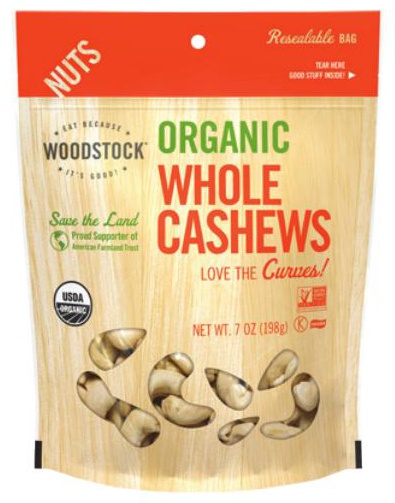 NUTS
Resealable BAG
TEAR HERE
GOOD STUFF INSIDE!
EAT BECAUSE
WOODSTOCK
IT'S GOOD!
ORGANIC
WHOLE
CASHEWS
LOVE THE Curves!
Save the Land
Proud Supporter of
American Farmland Trust
USDA
ORGANIC
NET WT. 7 OZ (198g)
K